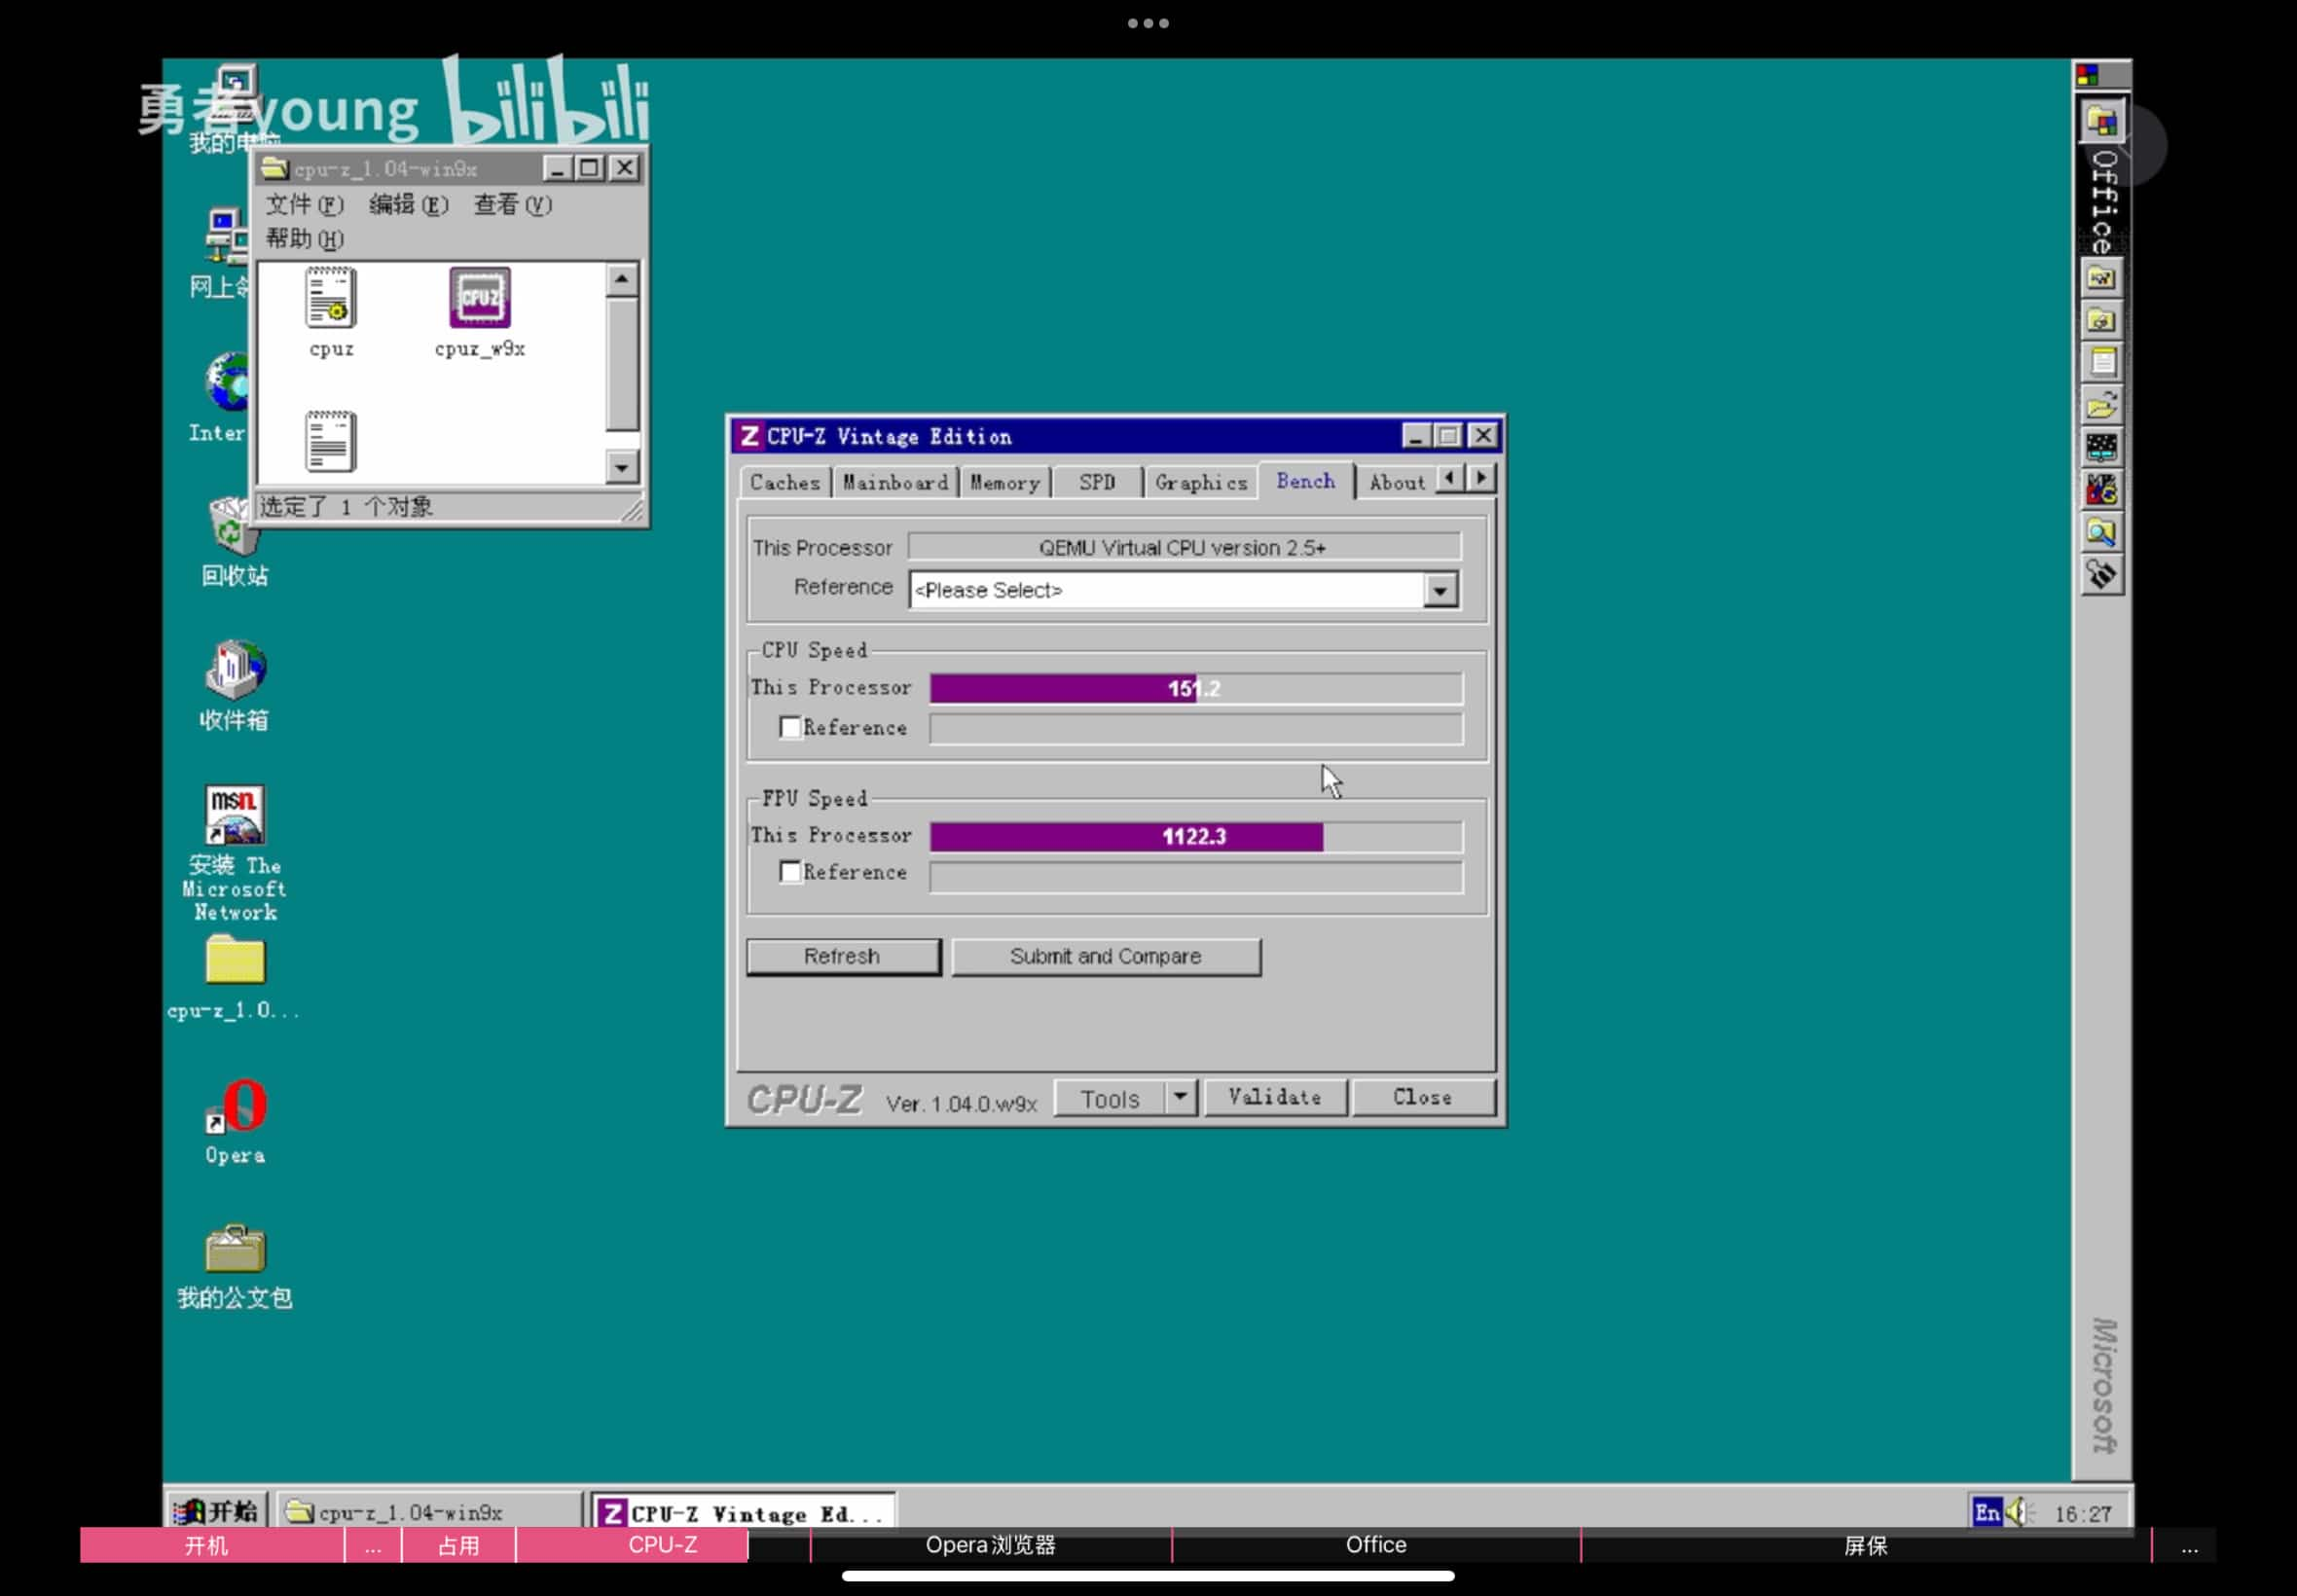 勇者young bilibili
我的电脑
cpu-z_1.04-win9x
文件(F) 编辑(E) 查看(V)
帮助(H)
cpuz
cpuz_w9x
选定了 1 个对象
网上邻
Inter
回收站
收件箱
msn
安装 The
Microsoft
Network
cpu-z_1.0...
Opera
我的公文包
Z CPU-Z Vintage Edition
Caches Mainboard Memory SPD Graphics Bench About
This Processor QEMU Virtual CPU version 2.5+
Reference <Please Select>
CPU Speed
This Processor 151.2
Reference
FPU Speed
This Processor 1122.3
Reference
Refresh Submit and Compare
CPU-Z Ver. 1.04.0.w9x Tools Validate Close
Office
Microsoft
开始 cpu-z_1.04-win9x Z CPU-Z Vintage Ed... En 16:27
开机 ... 占用 CPU-Z Opera浏览器 Office 屏保 ...